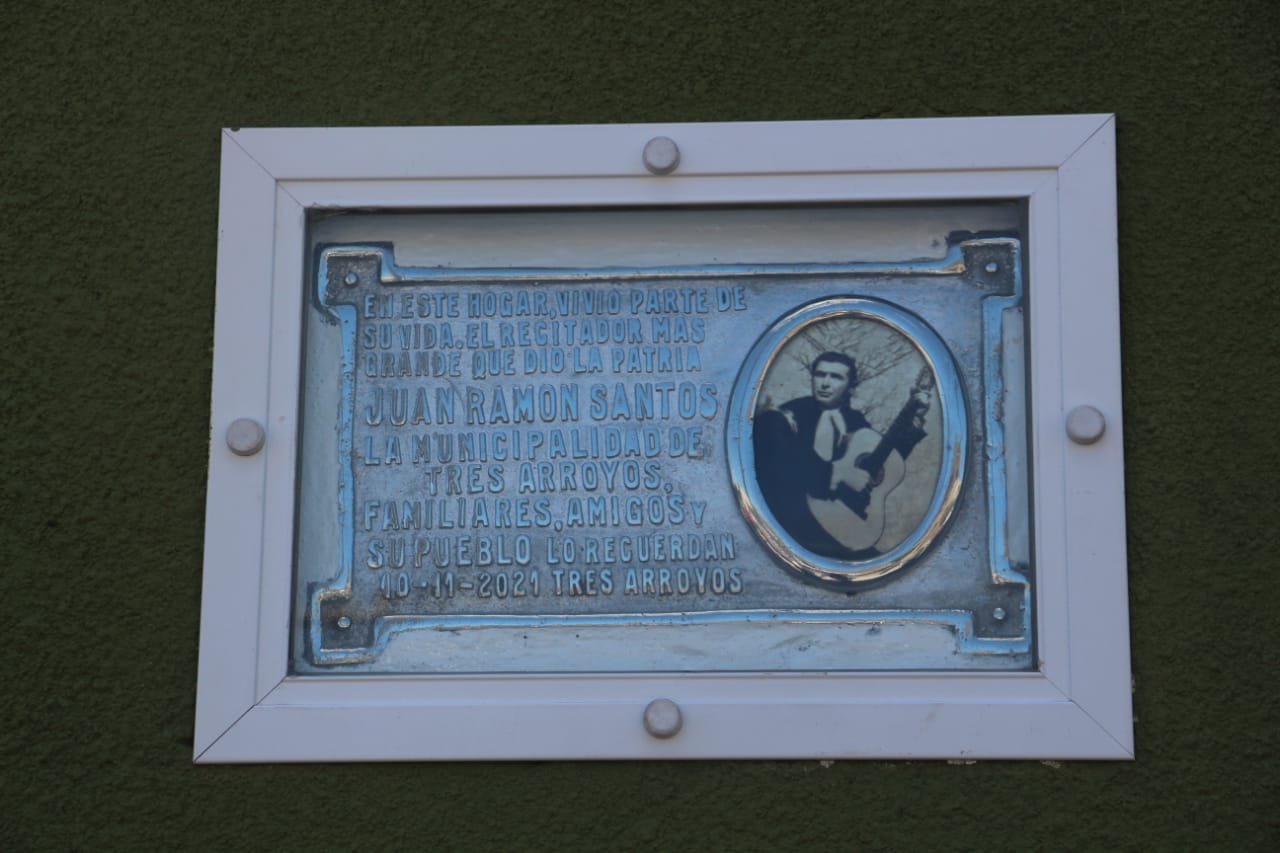 EN ESTE HOGAR, VIVIO PARTE DE
SU VIDA. EL RECITADOR MAS
GRANDE QUE DIO LA PATRIA
JUAN RAMON SANTOS
LA MUNICIPALIDAD DE
TRES ARROYOS,
FAMILIARES, AMIGOS Y
SU PUEBLO LO RECUERDAN
10-11-2021 TRES ARROYOS